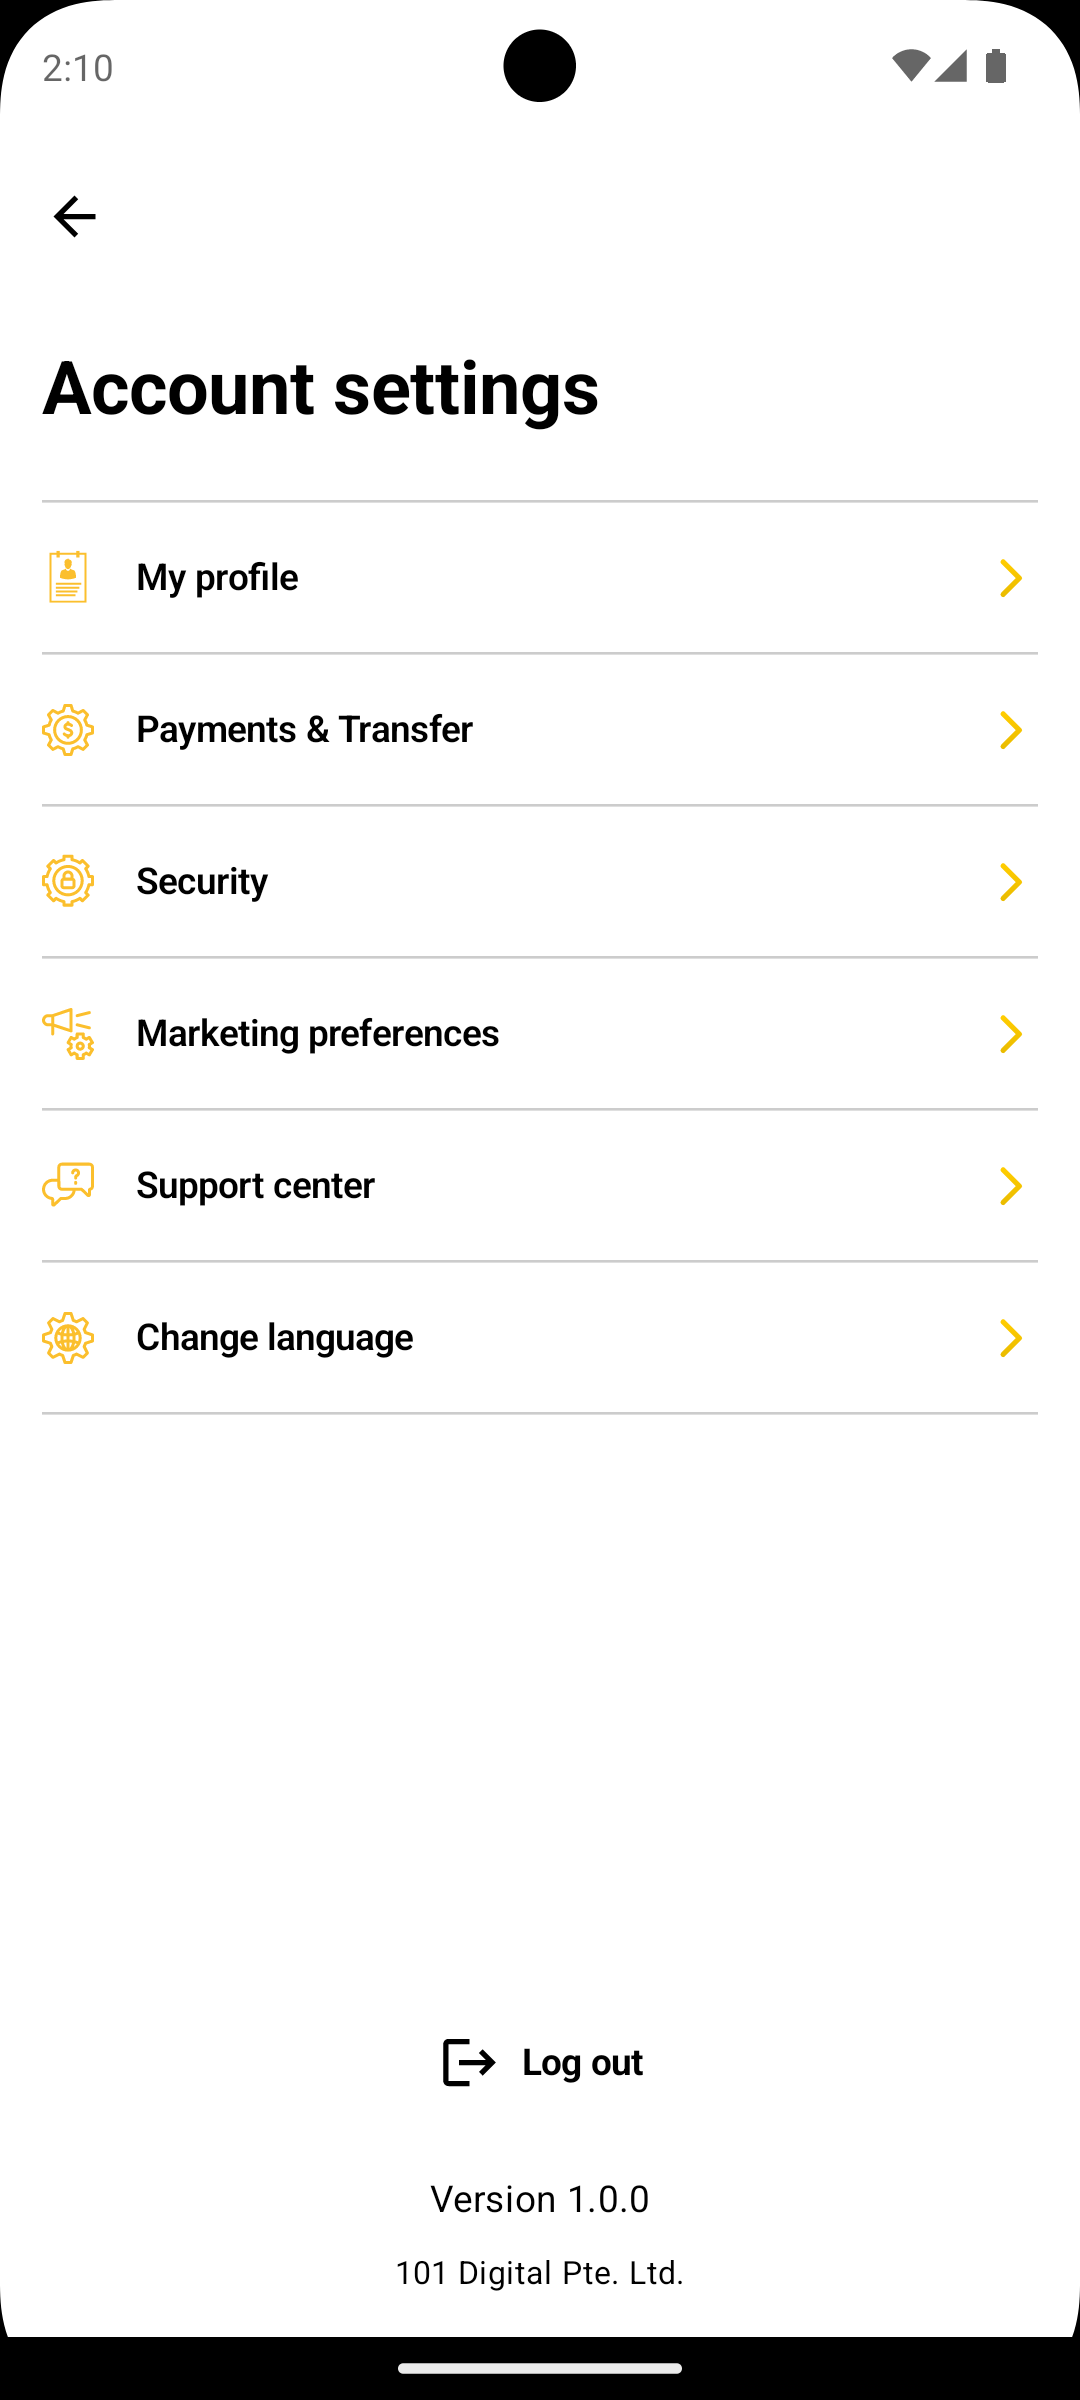 2:10
Account settings
My profile
Payments & Transfer
Security
Marketing preferences
Support center
Change language
Log out
Version 1.0.0
101 Digital Pte. Ltd.